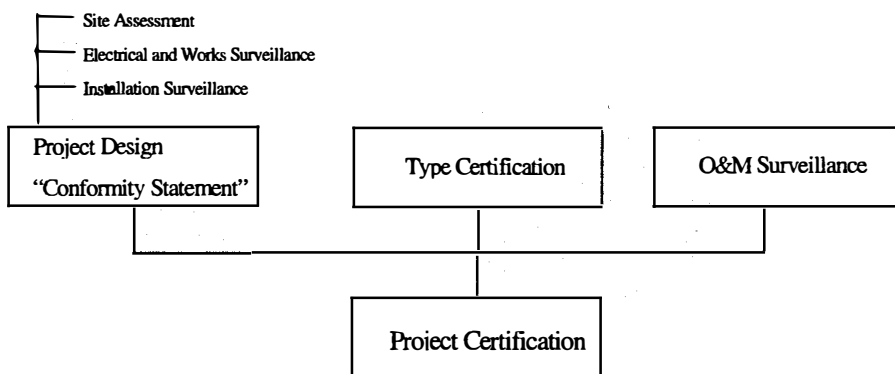 Site Assessment
Electrical and Works Surveillance
Installation Surveillance
Project Design
“Conformity Statement”
Type Certification
O&M Surveillance
Project Certification